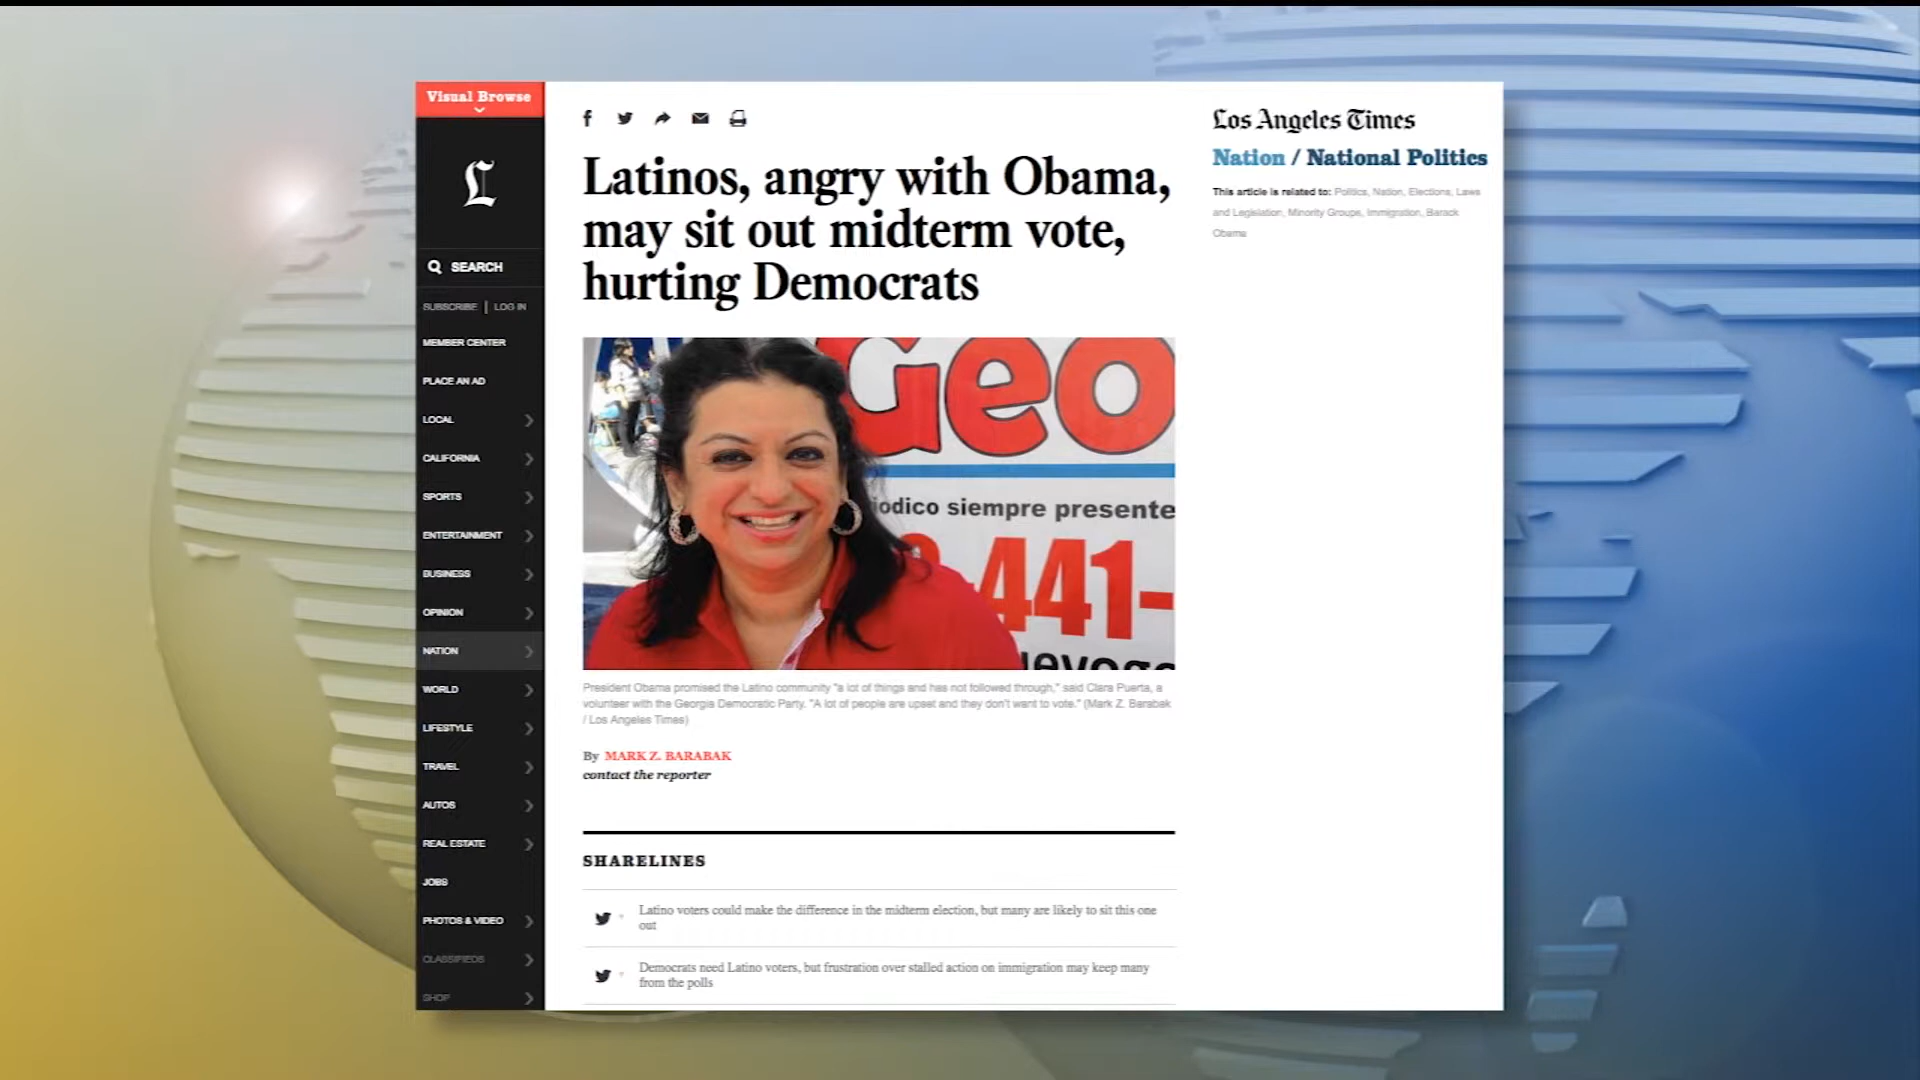 Visual Browse
L
SEARCH
SUBSCRIBE | LOG IN
MEMBER CENTER
PLACE AN AD
LOCAL
CALIFORNIA
SPORTS
ENTERTAINMENT
BUSINESS
OPINION
NATION
WORLD
LIFESTYLE
TRAVEL
AUTOS
REAL ESTATE
JOBS
PHOTOS & VIDEO
CLASSIFIEDS
SHOP
Latinos, angry with Obama,
may sit out midterm vote,
hurting Democrats
Geo
iodico siempre presente
441-
President Obama promised the Latino community "a lot of things and has not followed through," said Clara Puerta, a
volunteer with the Georgia Democratic Party. "A lot of people are upset and they don't want to vote." (Mark Z. Barabak
/ Los Angeles Times)
By MARK Z. BARABAK
contact the reporter
SHARELINES
Latino voters could make the difference in the midterm election, but many are likely to sit this one
out
Democrats need Latino voters, but frustration over stalled action on immigration may keep many
from the polls
Los Angeles Times
Nation / National Politics
This article is related to: Politics, Nation, Elections, Laws
and Legislation, Minority Groups, Immigration, Barack
Obama